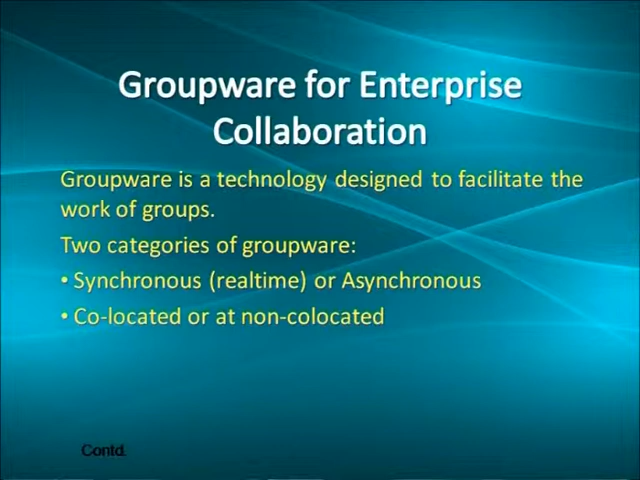 Groupware for Enterprise
Collaboration
Groupware is a technology designed to facilitate the
work of groups.
Two categories of groupware:
• Synchronous (realtime) or Asynchronous
• Co-located or at non-colocated
Contd.